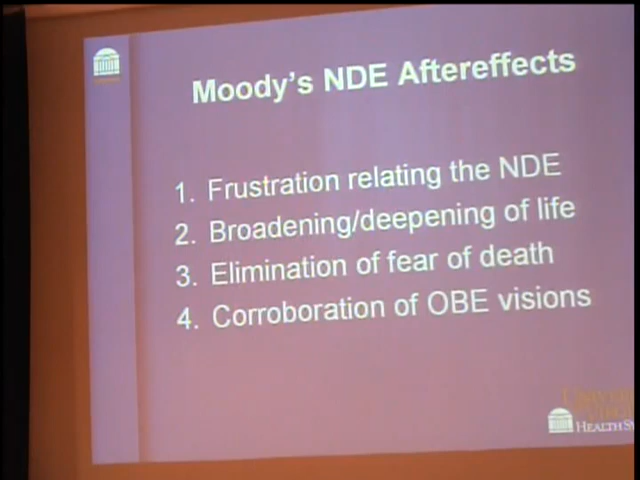 Moody's NDE Aftereffects
1. Frustration relating the NDE
2. Broadening/deepening of life
3. Elimination of fear of death
4. Corroboration of OBE visions
HEALTH